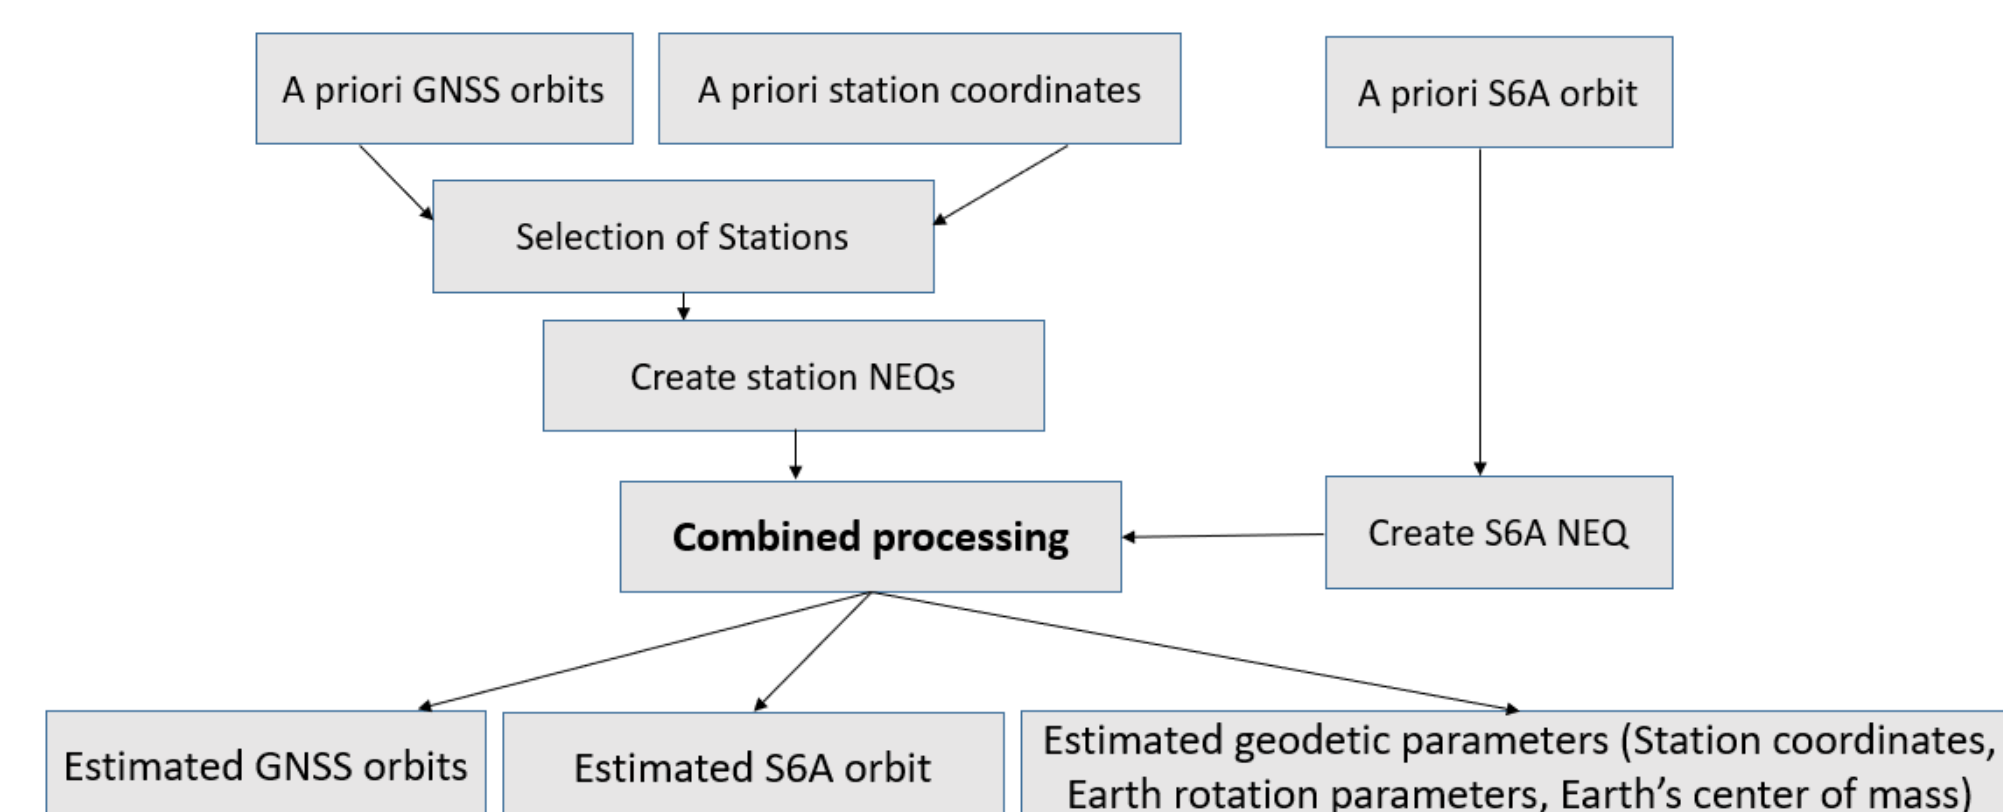 A priori GNSS orbits
A priori station coordinates
A priori S6A orbit
Selection of Stations
Create station NEQs
Combined processing
Create S6A NEQ
Estimated GNSS orbits
Estimated S6A orbit
Estimated geodetic parameters (Station coordinates,
Earth rotation parameters, Earth’s center of mass)